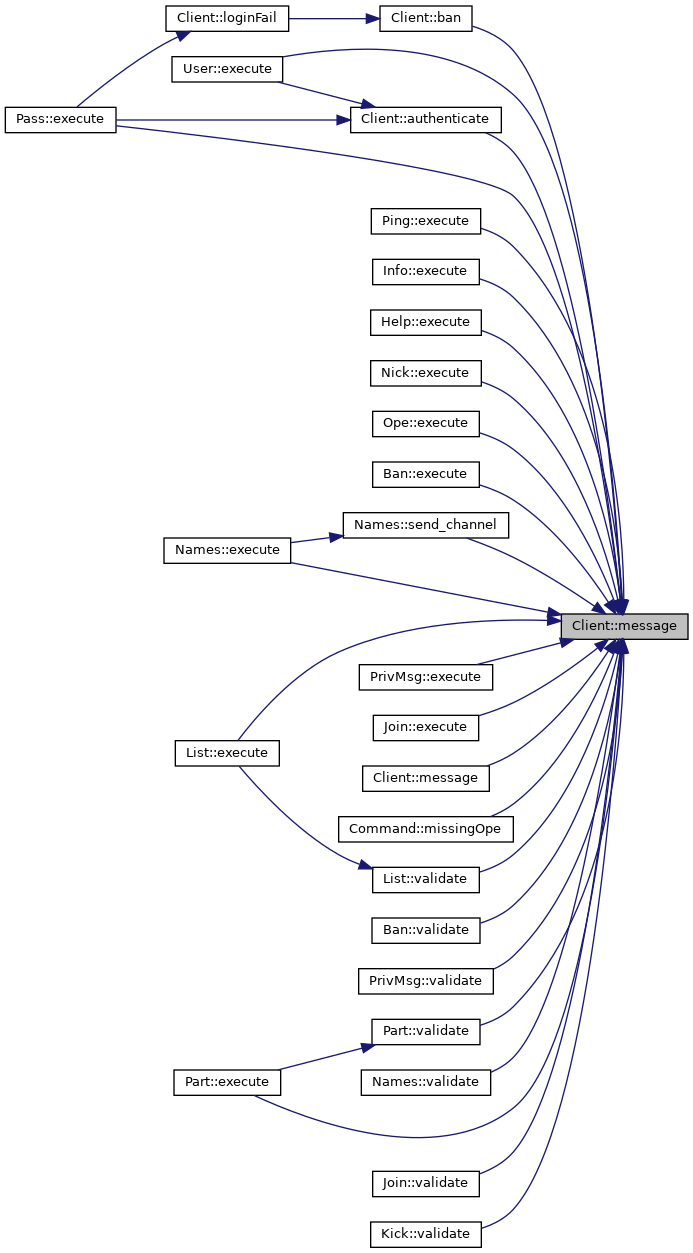 Client::loginFail
Client::ban
User::execute
Pass::execute
Client::authenticate
Ping::execute
Info::execute
Help::execute
Nick::execute
Ope::execute
Ban::execute
Names::send_channel
Names::execute
Client::message
PrivMsg::execute
Join::execute
List::execute
Client::message
Command::missingOpe
List::validate
Ban::validate
PrivMsg::validate
Part::validate
Part::execute
Names::validate
Join::validate
Kick::validate